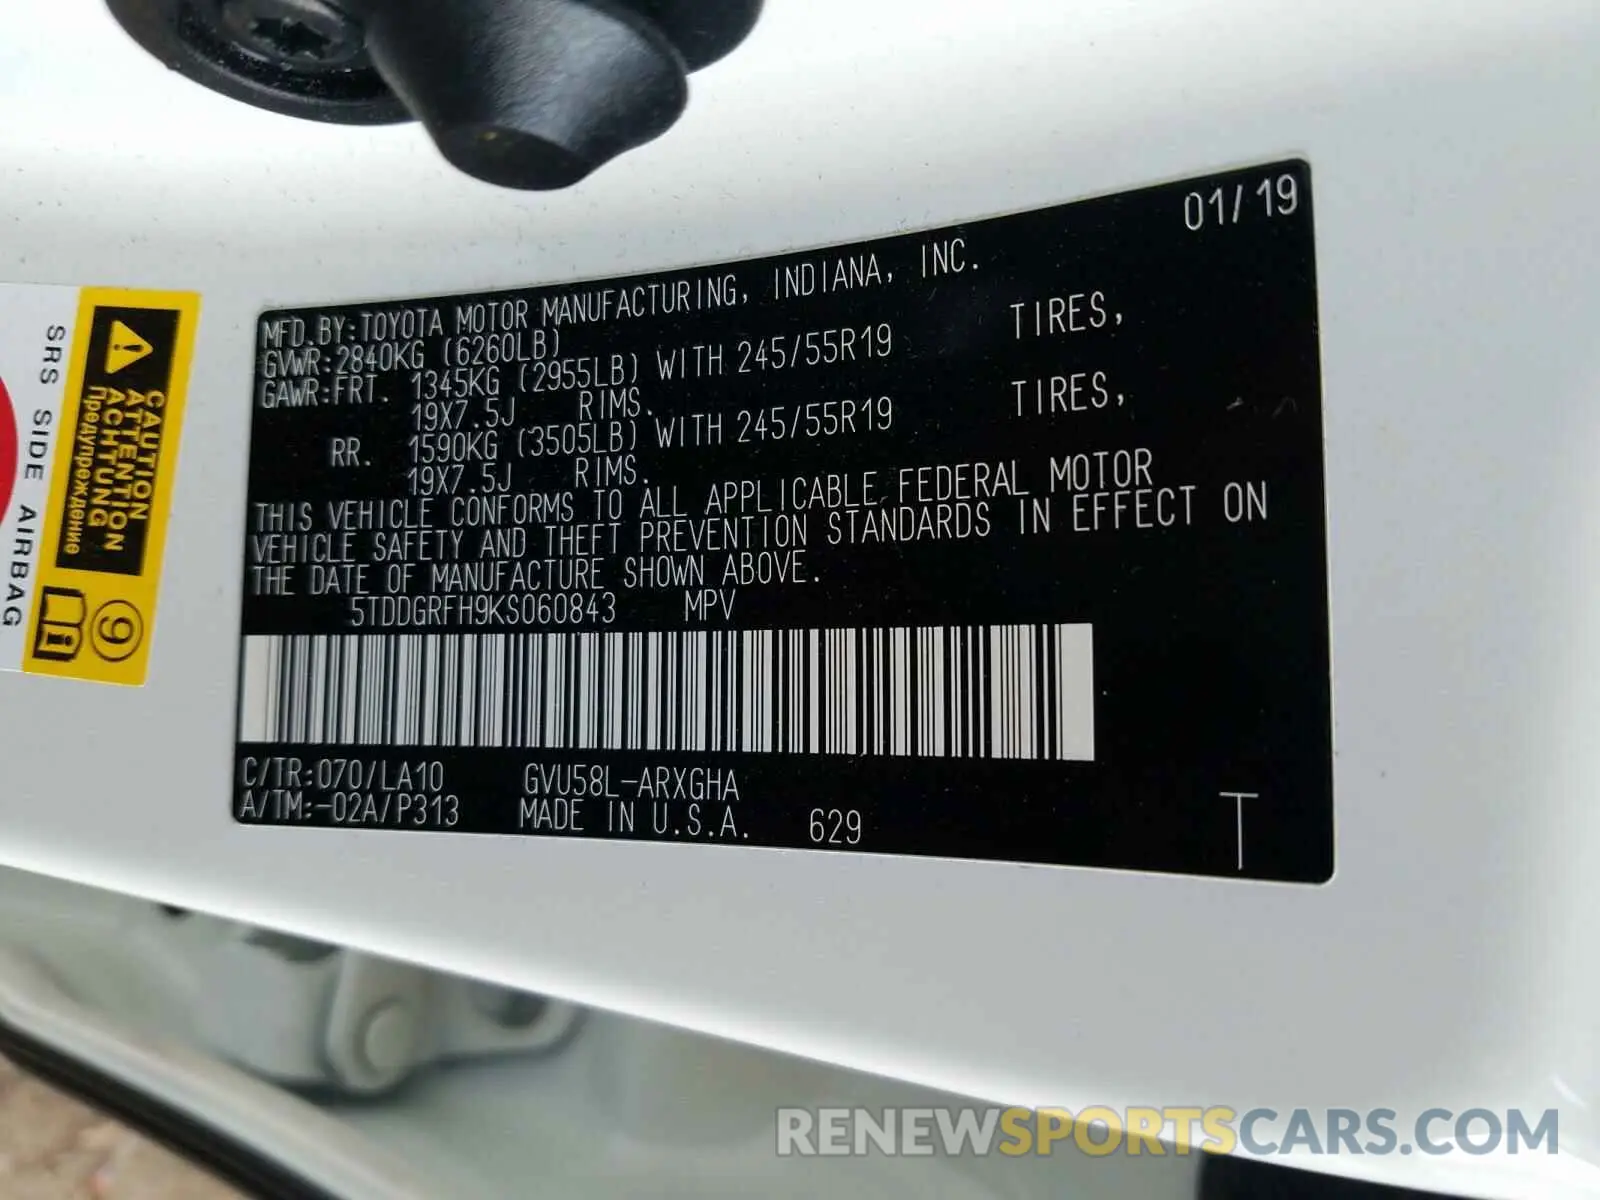 01/19
MFD.BY:TOYOTA MOTOR MANUFACTURING, INDIANA, INC.
GVWR:2840KG (6260LB)
GAWR:FRT. 1345KG (2955LB) WITH 245/55R19 TIRES,
19X7.5J RIMS.
RR. 1590KG (3505LB) WITH 245/55R19 TIRES,
19X7.5J RIMS.
THIS VEHICLE CONFORMS TO ALL APPLICABLE FEDERAL MOTOR
VEHICLE SAFETY AND THEFT PREVENTION STANDARDS IN EFFECT ON
THE DATE OF MANUFACTURE SHOWN ABOVE.
5TDDGRFH9KS060843 MPV
C/TR:070/LA10 GVU58L-ARXGHA
A/TM:-02A/P313 MADE IN U.S.A. 629
T
CAUTION
ATTENTION
ACHTUNG
Предупреждение
SRS SIDE AIRBAG
9
i
RENEWSPORTSCARS.COM